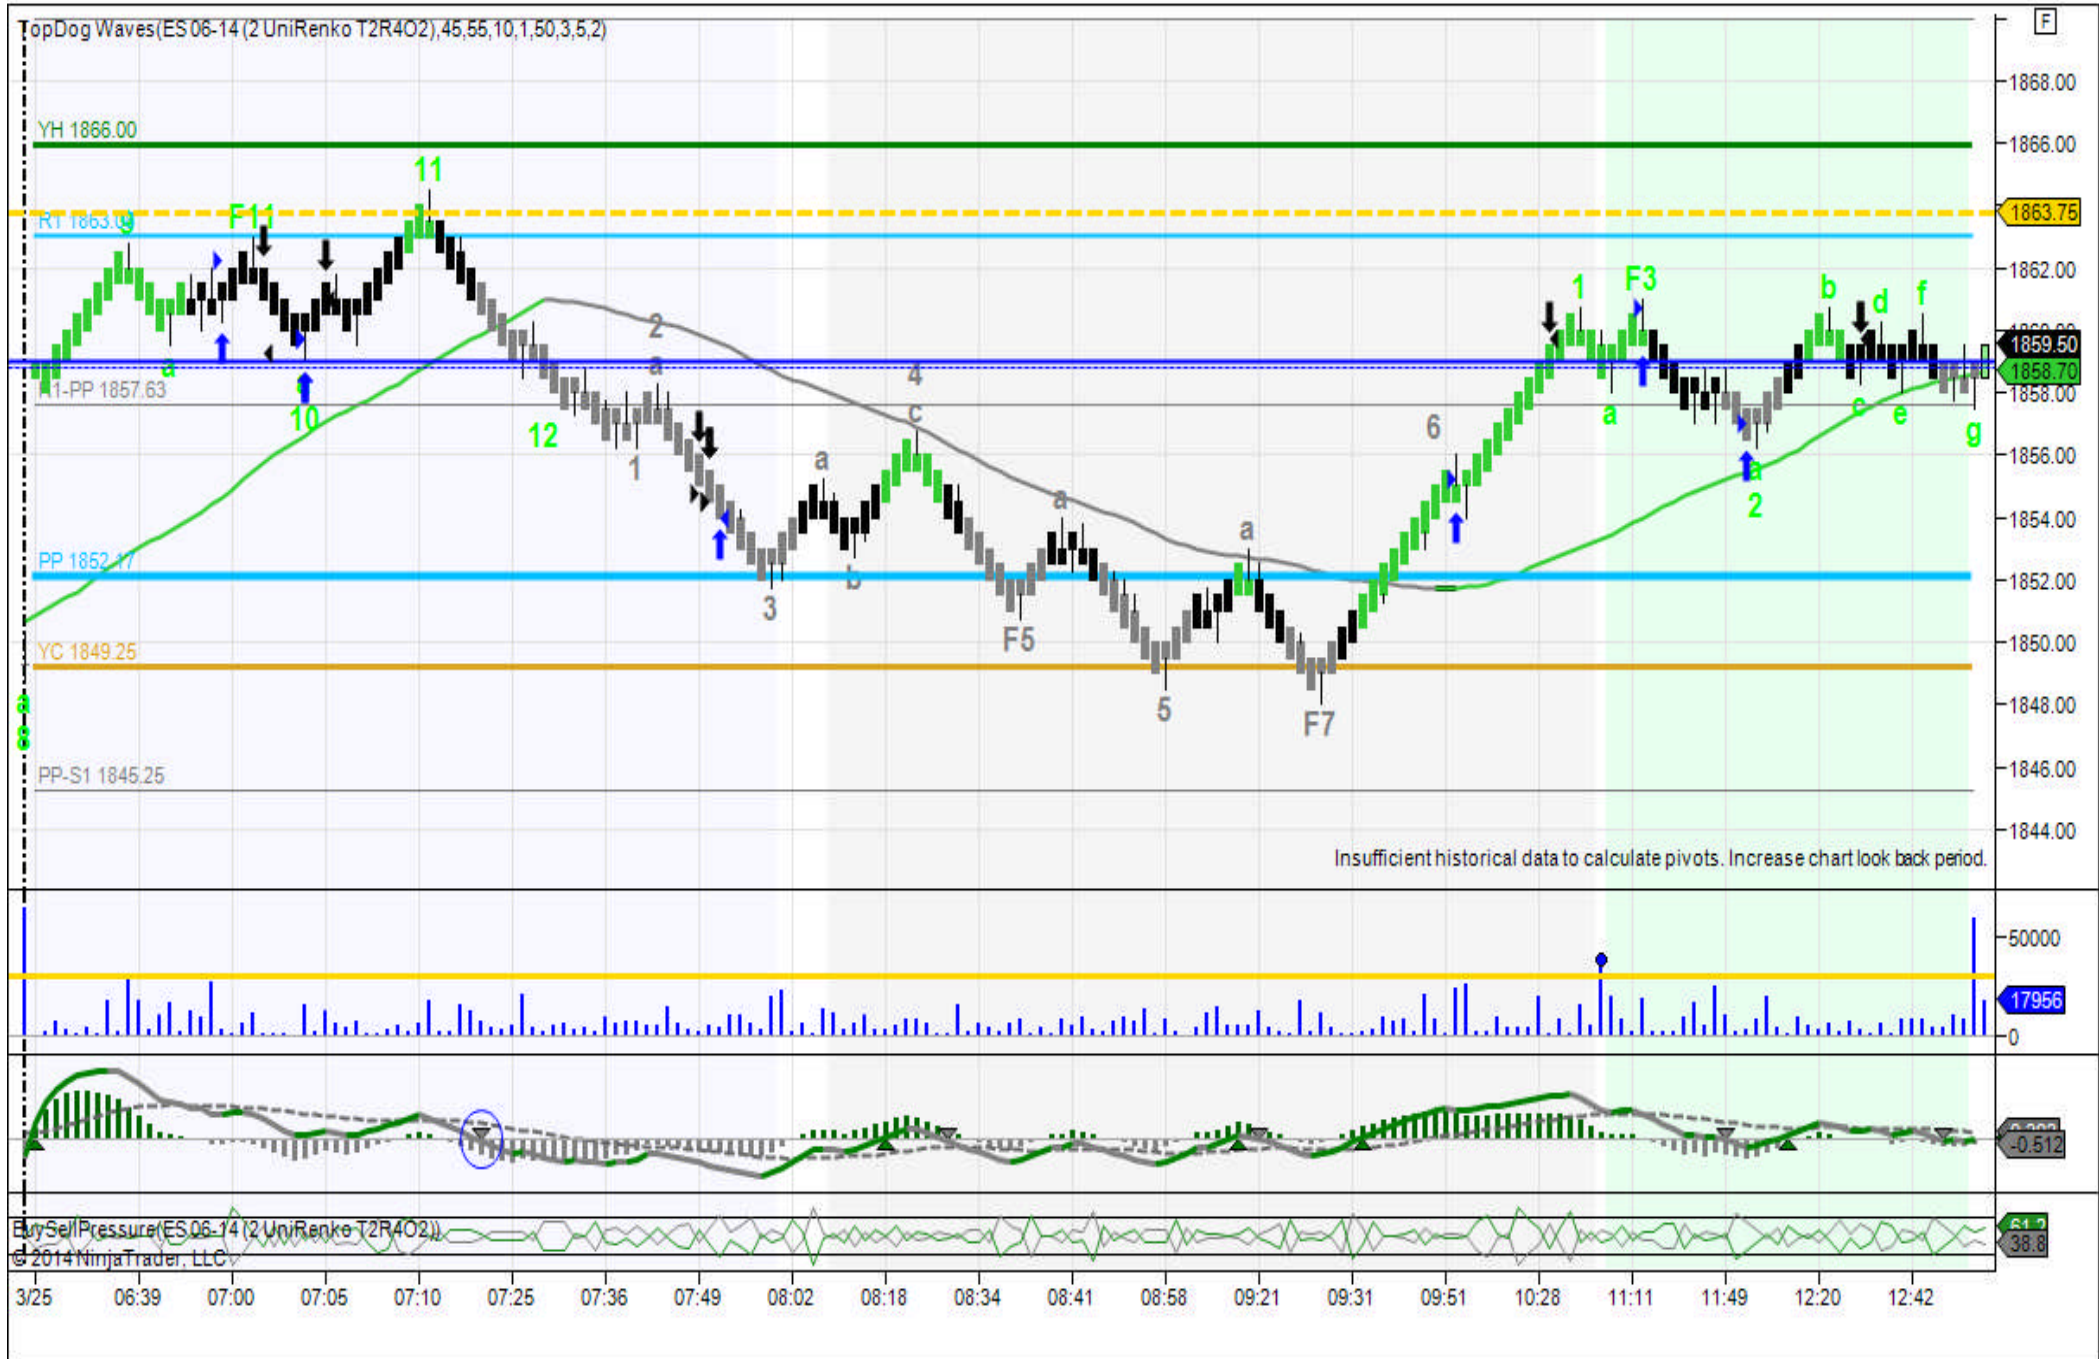 TopDog Waves(ES 06-14 (2 UniRenko T2R4O2),45,55,10,1,50,3,5,2)
F
1868.00
YH 1866.00
1866.00
11
9
F11
R1 1863.0
1863.75
1862.00
1
F3
b
d
f
2
1859.50
a
a
4
1858.70
R1-PP 1857.63
1858.00
10
c
a
c
e
12
6
g
1
a
1856.00
a
a
2
a
1854.00
PP 1852.17
b
1852.00
3
F5
1850.00
YC 1849.25
a
5
1848.00
8
F7
PP-S1 1845.25
1846.00
1844.00
Insufficient historical data to calculate pivots. Increase chart look back period.
50000
17956
0
-0.512
BuySellPressure(ES 06-14 (2 UniRenko T2R4O2))
61.2
38.8
© 2014 NinjaTrader, LLC
3/25 06:39 07:00 07:05 07:10 07:25 07:36 07:49 08:02 08:18 08:34 08:41 08:58 09:21 09:31 09:51 10:28 11:11 11:49 12:20 12:42